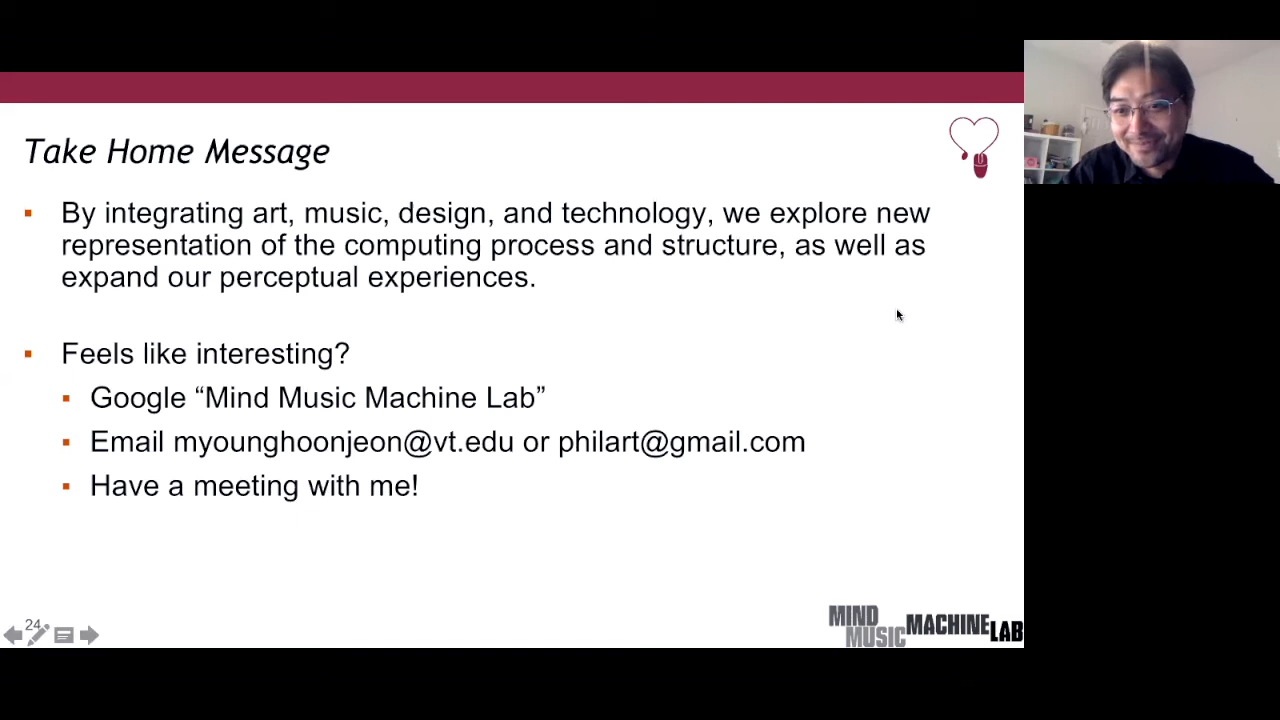 Take Home Message
▪ By integrating art, music, design, and technology, we explore new
representation of the computing process and structure, as well as
expand our perceptual experiences.
▪ Feels like interesting?
▪ Google “Mind Music Machine Lab”
▪ Email myounghoonjeon@vt.edu or philart@gmail.com
▪ Have a meeting with me!
24
MIND MUSIC MACHINE LAB